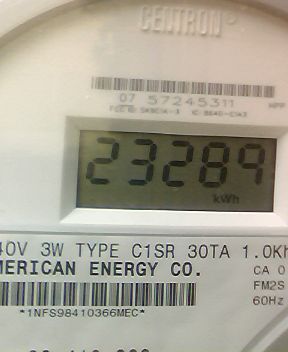 CENTRON®
07 57245311
23289
kWh
40V 3W TYPE C1SR 30TA 1.0Kh
MERICAN ENERGY CO.
CA 0
FM2S
60Hz
*1NFS98410366MEC*